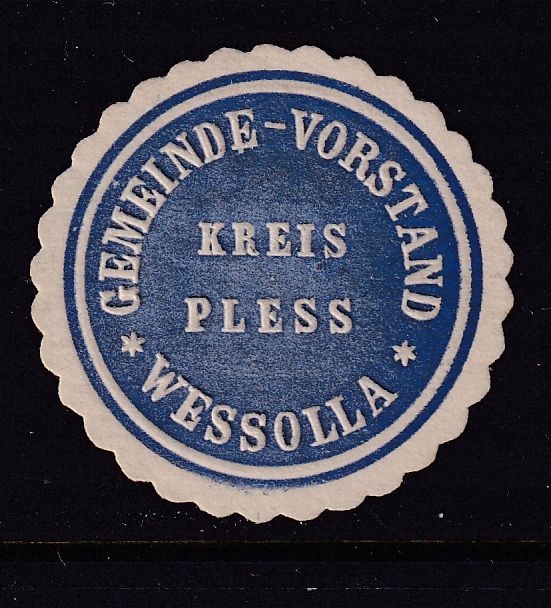 GEMEINDE-VORSTAND
KREIS
PLESS
* WESSOLLA *